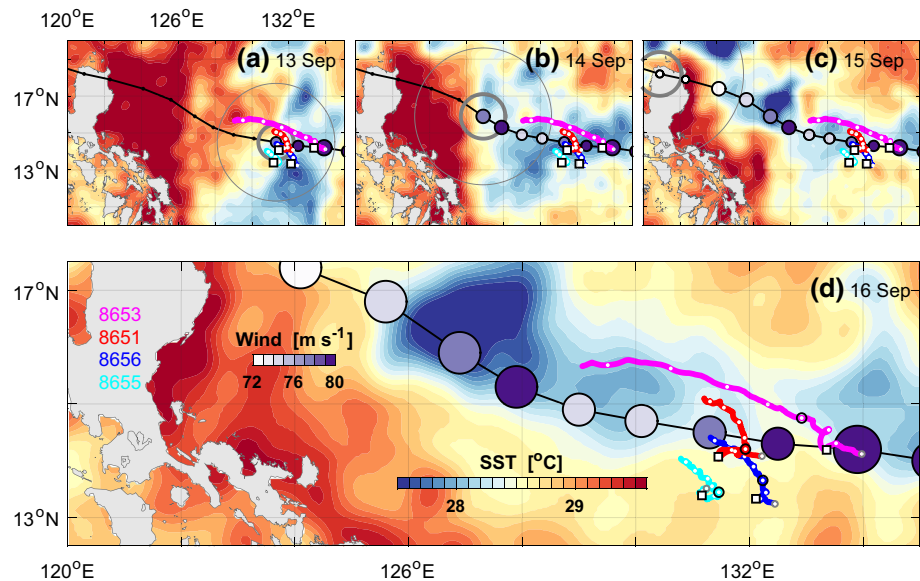 120°E 126°E 132°E
(a) 13 Sep (b) 14 Sep (c) 15 Sep
17°N
13°N
(d) 16 Sep
17°N
8653
8651
8656
8655
Wind [m s⁻¹]
72 76 80
SST [°C]
28 29
13°N
120°E 126°E 132°E